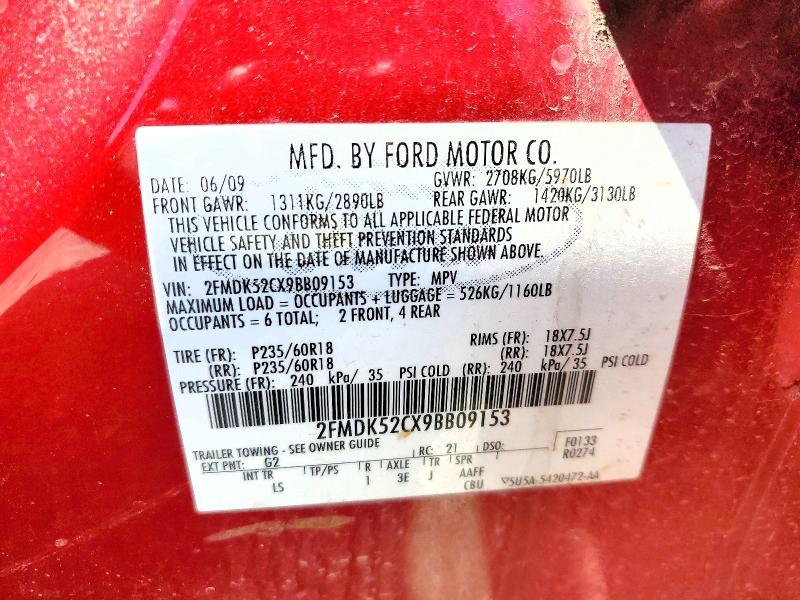 MFD. BY FORD MOTOR CO.
DATE: 06/09 GVWR: 2708KG/5970LB
FRONT GAWR: 1311KG/2890LB REAR GAWR: 1420KG/3130LB
THIS VEHICLE CONFORMS TO ALL APPLICABLE FEDERAL MOTOR
VEHICLE SAFETY AND THEFT PREVENTION STANDARDS
IN EFFECT ON THE DATE OF MANUFACTURE SHOWN ABOVE.
VIN: 2FMDK52CX9BB09153 TYPE: MPV
MAXIMUM LOAD = OCCUPANTS + LUGGAGE = 526KG/1160LB
OCCUPANTS = 6 TOTAL; 2 FRONT, 4 REAR
TIRE (FR): P235/60R18 RIMS (FR): 18X7.5J
(RR): P235/60R18 (RR): 18X7.5J
PRESSURE (FR): 240 kPa/ 35 PSI COLD (RR): 240 kPa/ 35 PSI COLD
2FMDK52CX9BB09153
TRAILER TOWING - SEE OWNER GUIDE RC: 21 DSO: F0133
EXT PNT: G2 R0274
INT TR TP/PS R AXLE TR SPR
LS I 3E J AAFF
CBU 5U5A-5420472-AA